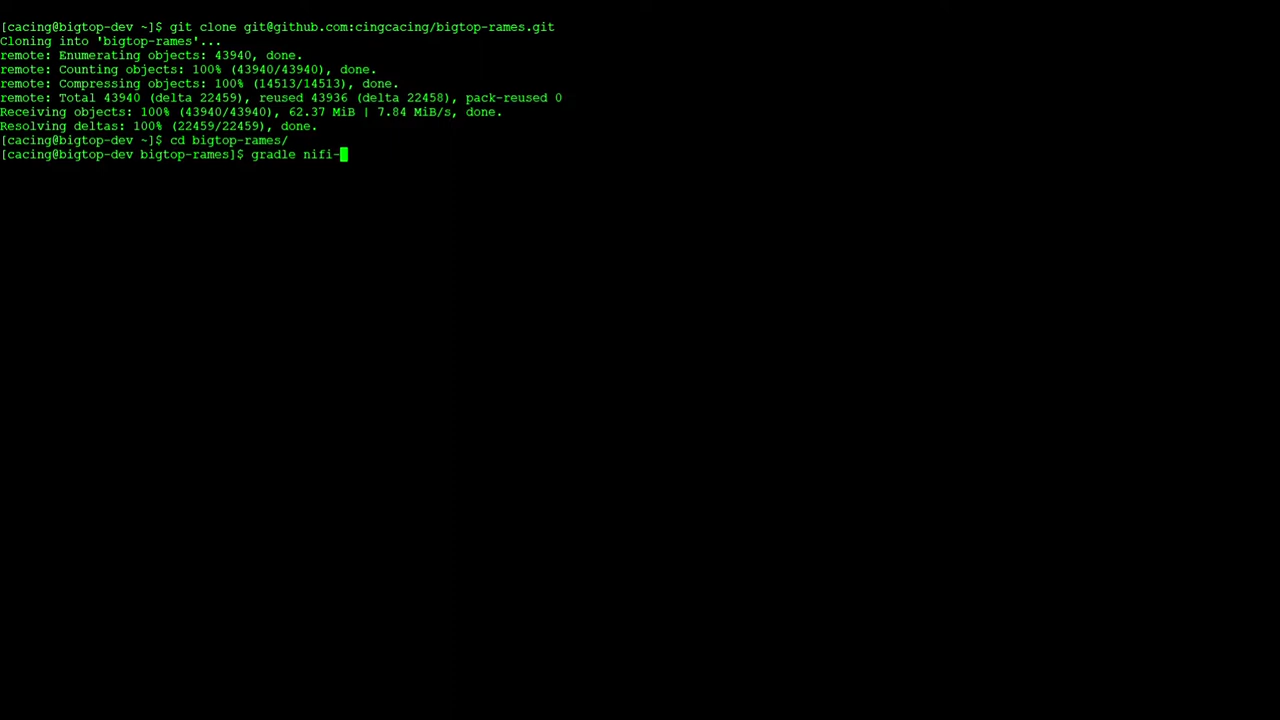 [cacing@bigtop-dev ~]$ git clone git@github.com:cingcacing/bigtop-rames.git
Cloning into 'bigtop-rames'...
remote: Enumerating objects: 43940, done.
remote: Counting objects: 100% (43940/43940), done.
remote: Compressing objects: 100% (14513/14513), done.
remote: Total 43940 (delta 22459), reused 43936 (delta 22458), pack-reused 0
Receiving objects: 100% (43940/43940), 62.37 MiB | 7.84 MiB/s, done.
Resolving deltas: 100% (22459/22459), done.
[cacing@bigtop-dev ~]$ cd bigtop-rames/
[cacing@bigtop-dev bigtop-rames]$ gradle nifi-